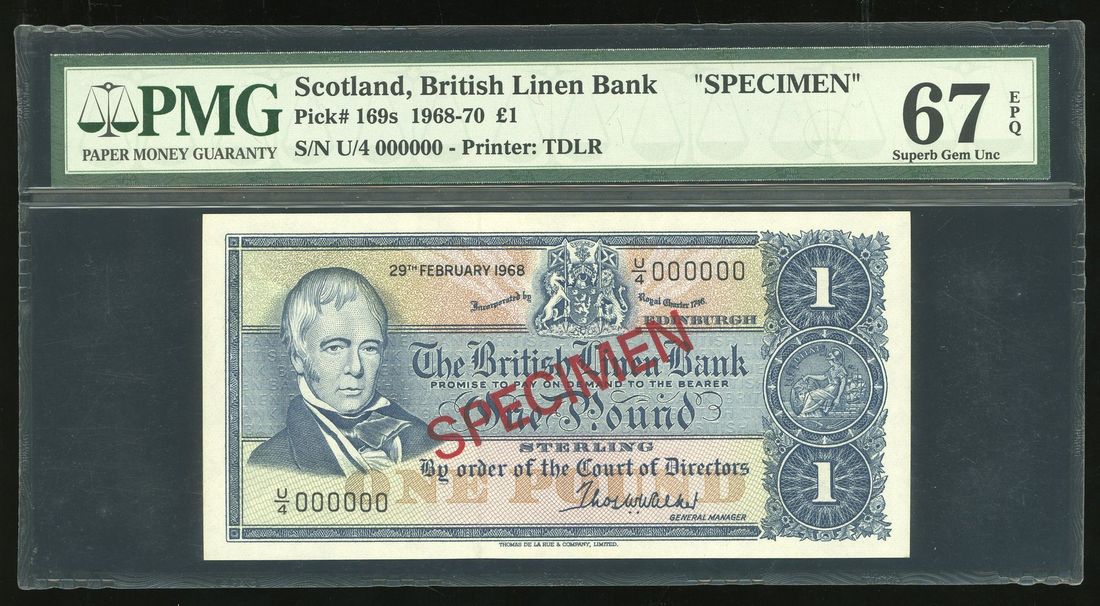 PMG
PAPER MONEY GUARANTY
Scotland, British Linen Bank "SPECIMEN"
Pick# 169s 1968-70 £1
S/N U/4 000000 - Printer: TDLR
67 EPQ
Superb Gem Unc
29TH FEBRUARY 1968
U/4 000000
1
Incorporated by Royal Charter 1746.
EDINBURGH
The British Linen Bank
PROMISE TO PAY ON DEMAND TO THE BEARER
One Pound
STERLING
SPECIMEN
By order of the Court of Directors
ONE POUND
U/4 000000
Thos W Walker
GENERAL MANAGER
1
THOMAS DE LA RUE & COMPANY, LIMITED.